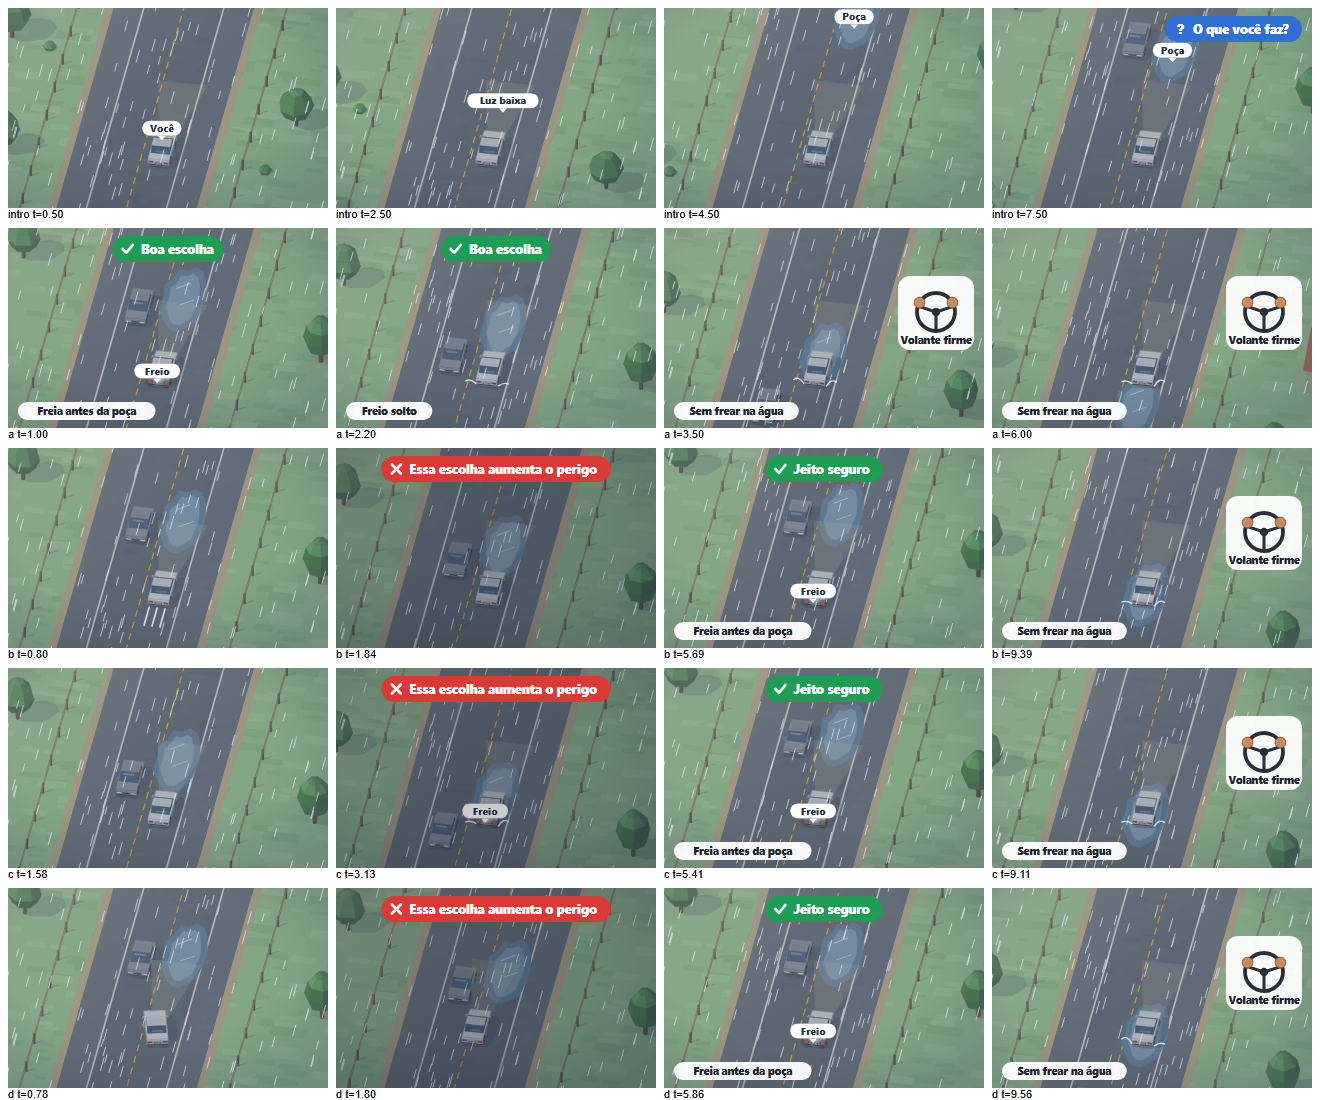 Você
intro t=0.50
Luz baixa
intro t=2.50
Poça
intro t=4.50
? O que você faz?
Poça
intro t=7.50
Boa escolha
Freio
Freia antes da poça
a t=1.00
Boa escolha
Freio solto
a t=2.20
Volante firme
Sem frear na água
a t=3.50
Volante firme
Sem frear na água
a t=6.00
b t=0.80
Essa escolha aumenta o perigo
b t=1.84
Jeito seguro
Freio
Freia antes da poça
b t=5.69
Volante firme
Sem frear na água
b t=9.39
c t=1.58
Essa escolha aumenta o perigo
Freio
c t=3.13
Jeito seguro
Freio
Freia antes da poça
c t=5.41
Volante firme
Sem frear na água
c t=9.11
d t=0.78
Essa escolha aumenta o perigo
d t=1.80
Jeito seguro
Freio
Freia antes da poça
d t=5.86
Volante firme
Sem frear na água
d t=9.56